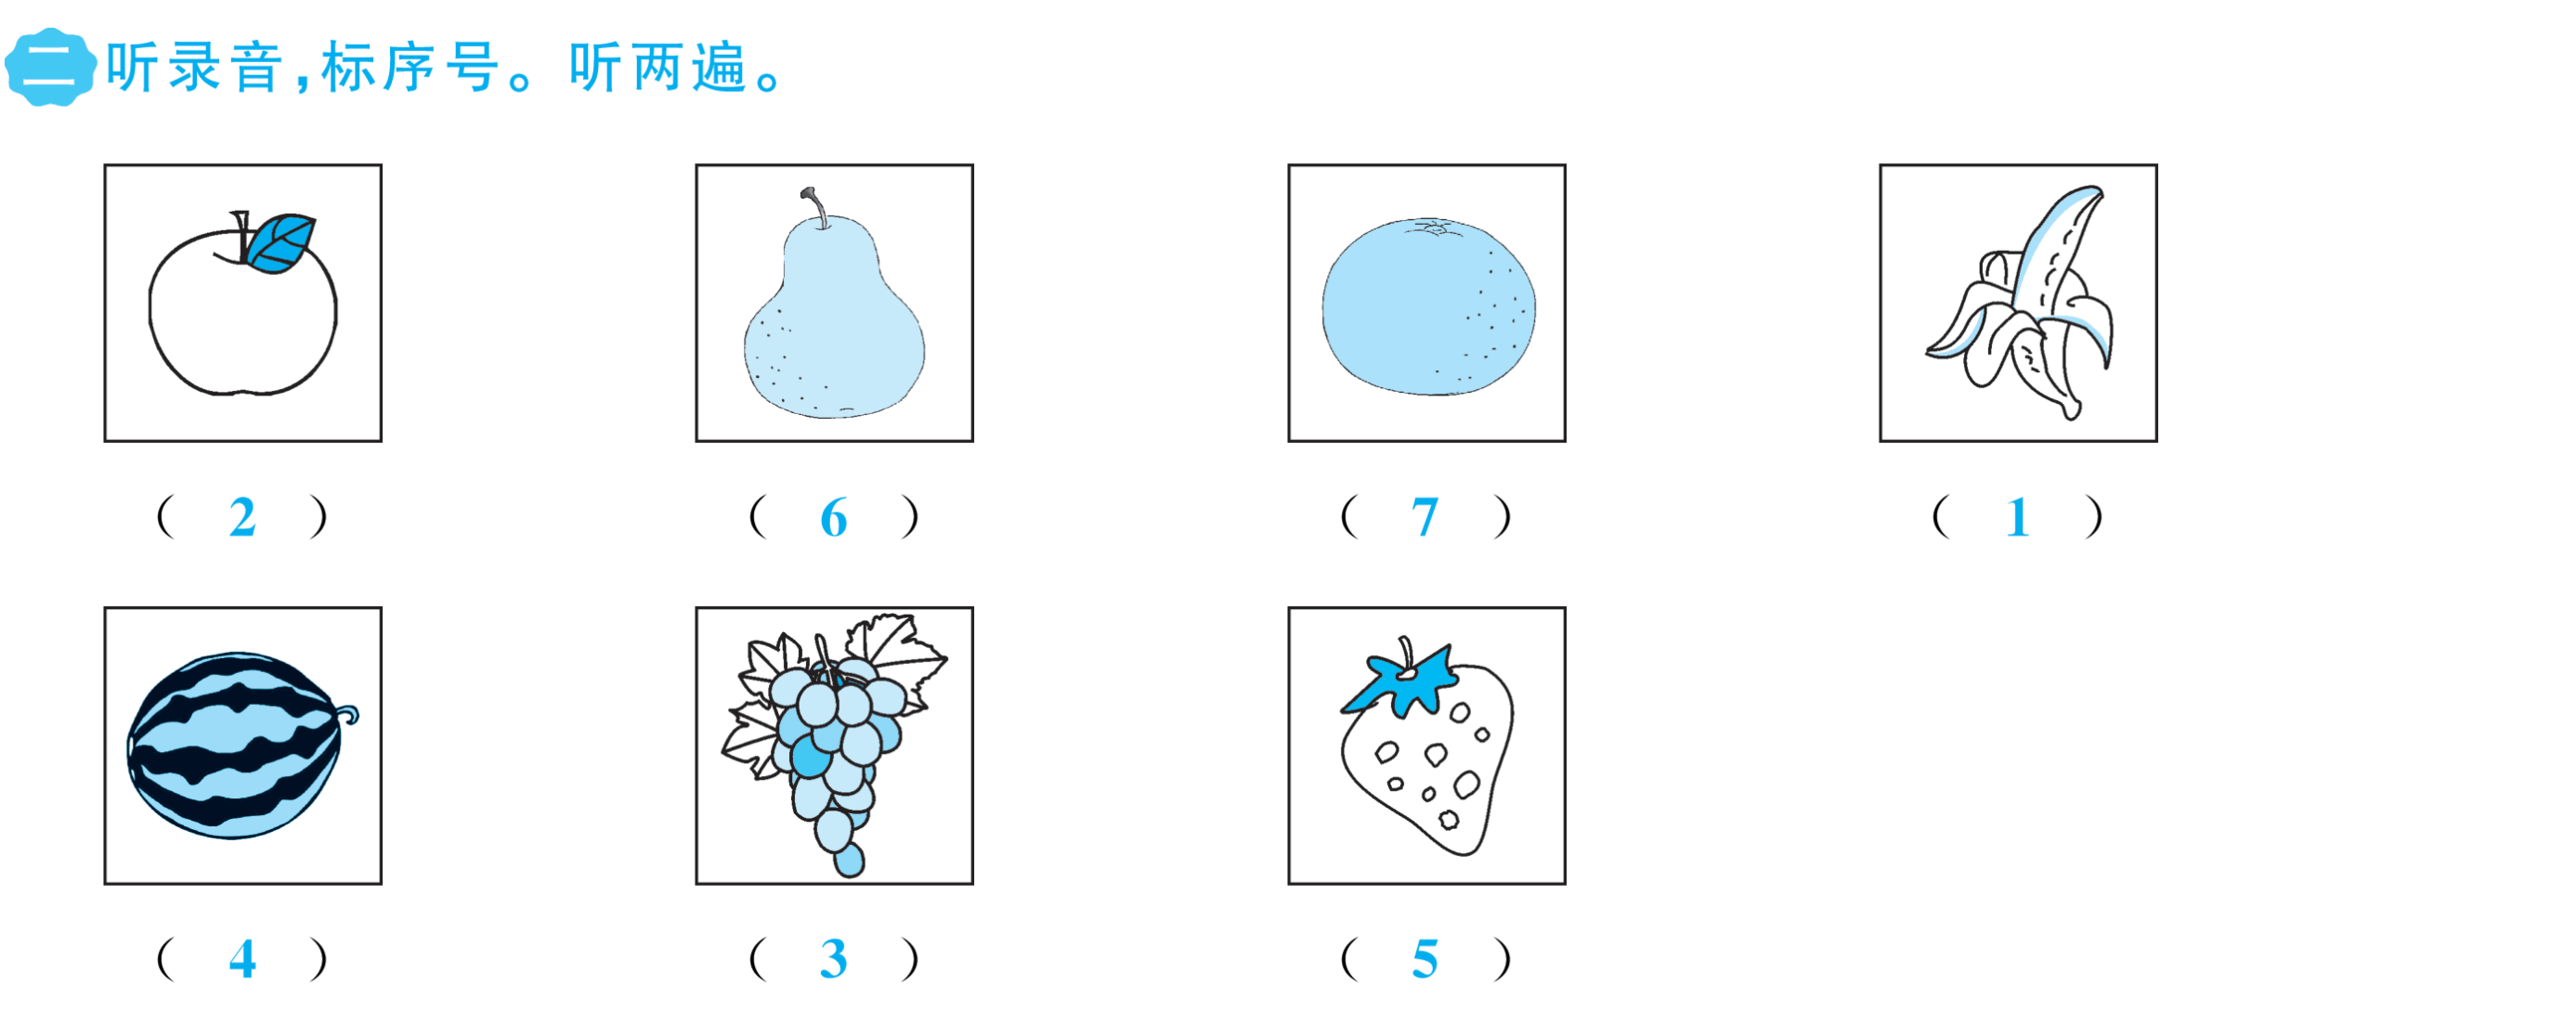 二 听录音,标序号。听两遍。
( 2 ) ( 6 ) ( 7 ) ( 1 )
( 4 ) ( 3 ) ( 5 )